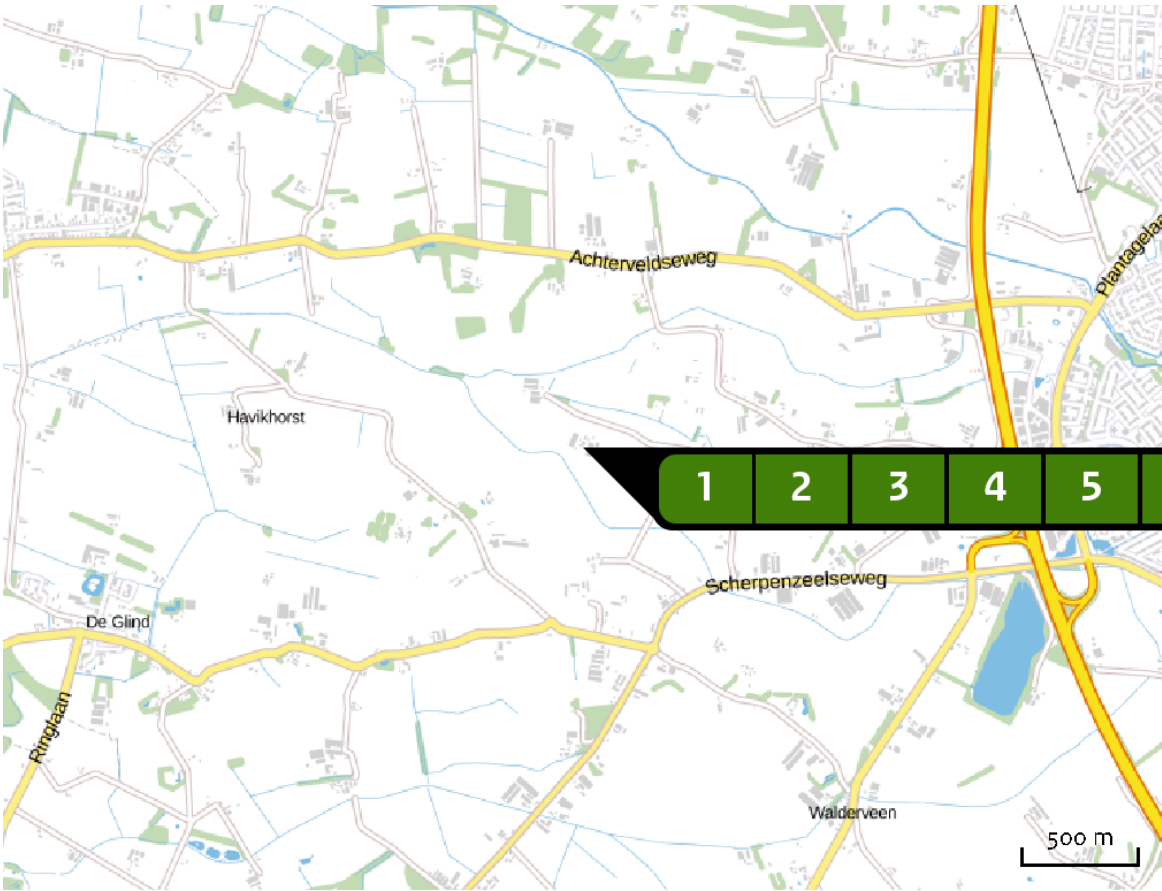 Achterveldseweg
Plantagelaa
Havikhorst
1 2 3 4 5
Scherpenzeelseweg
De Glind
Ringlaan
Walderveen
500 m